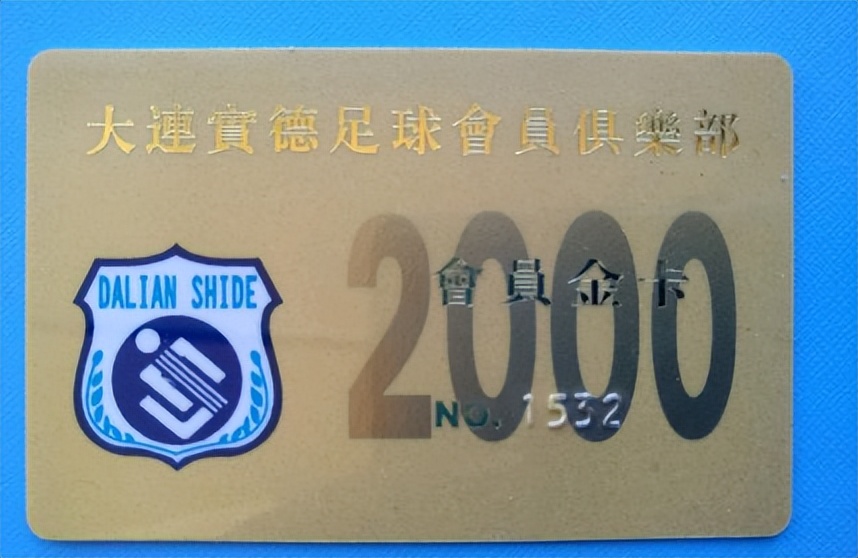 大連實德足球會員俱樂部
DALIAN SHIDE
2000
會員金卡
NO. 1532